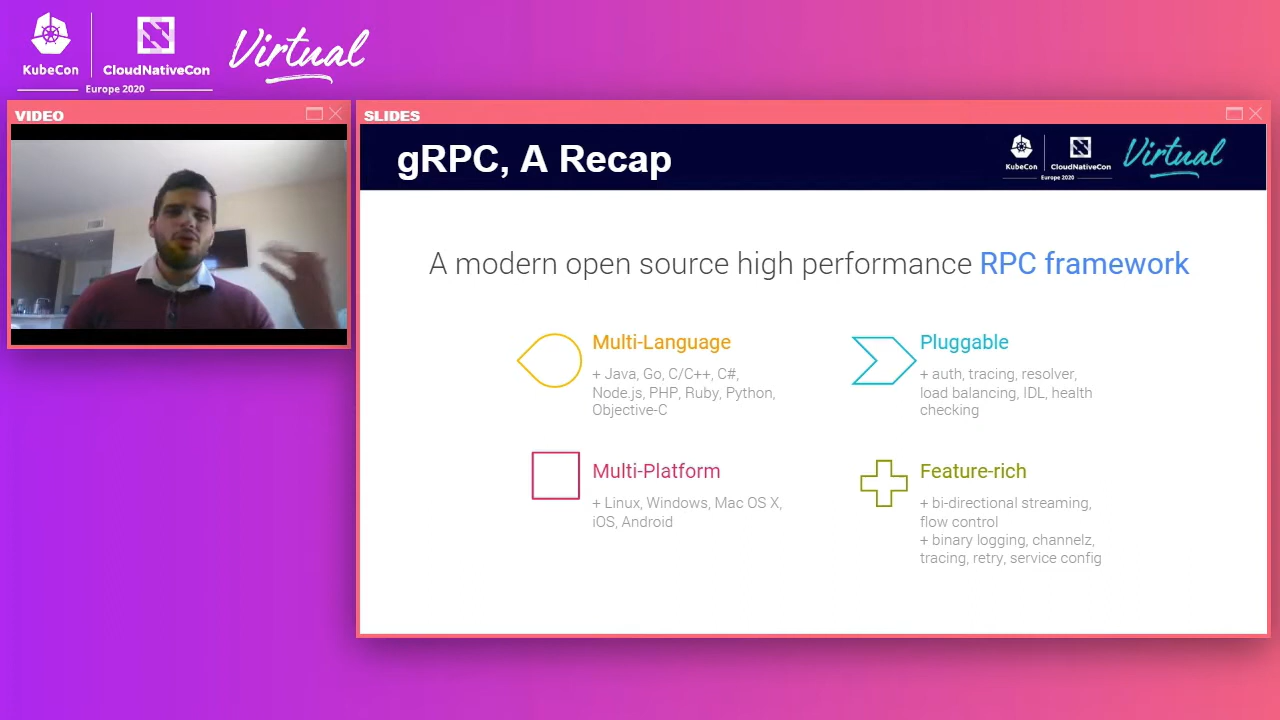 KubeCon
CloudNativeCon
Europe 2020
Virtual
VIDEO
SLIDES
gRPC, A Recap
KubeCon
CloudNativeCon
Europe 2020
Virtual
A modern open source high performance RPC framework
Multi-Language
+ Java, Go, C/C++, C#,
Node.js, PHP, Ruby, Python,
Objective-C
Pluggable
+ auth, tracing, resolver,
load balancing, IDL, health
checking
Multi-Platform
+ Linux, Windows, Mac OS X,
iOS, Android
Feature-rich
+ bi-directional streaming,
flow control
+ binary logging, channelz,
tracing, retry, service config